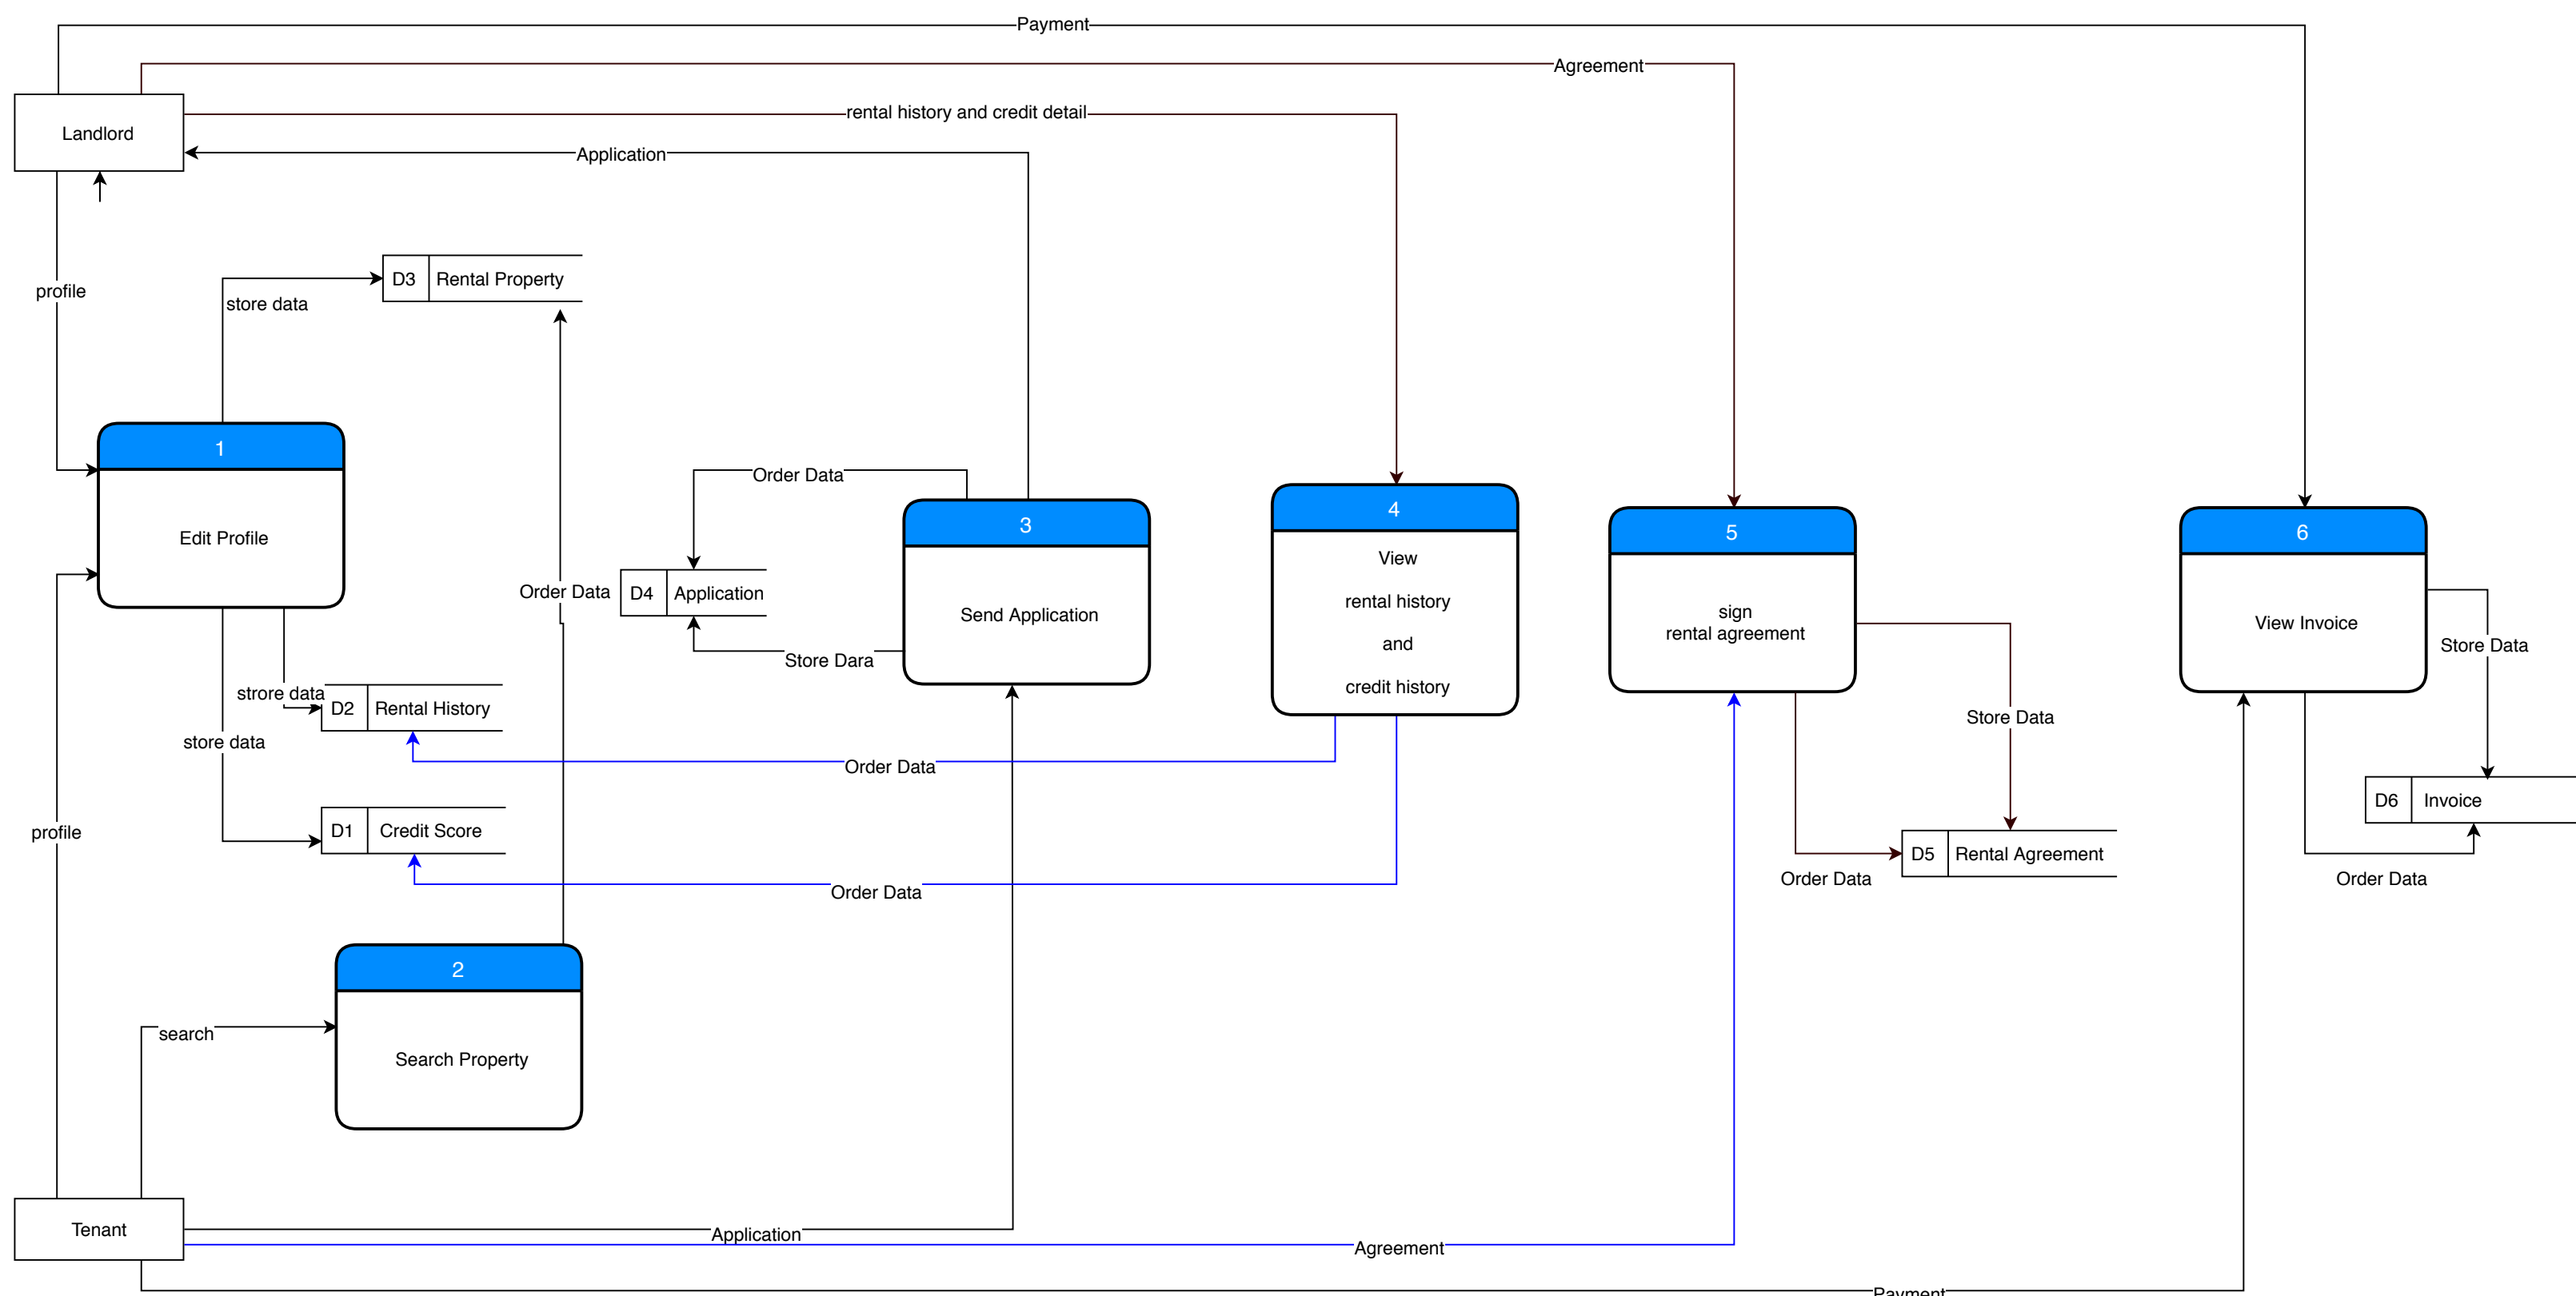 Payment
Agreement
rental history and credit detail
Landlord
Application
profile
D3 Rental Property
store data
1
Edit Profile
Order Data
3
Send Application
4
View
rental history
and
credit history
5
sign
rental agreement
6
View Invoice
Order Data
D4 Application
Store Dara
Store Data
strore data
D2 Rental History
Store Data
store data
Order Data
D6 Invoice
profile
D1 Credit Score
D5 Rental Agreement
Order Data
Order Data
Order Data
2
Search Property
search
Tenant
Application
Agreement
Payment